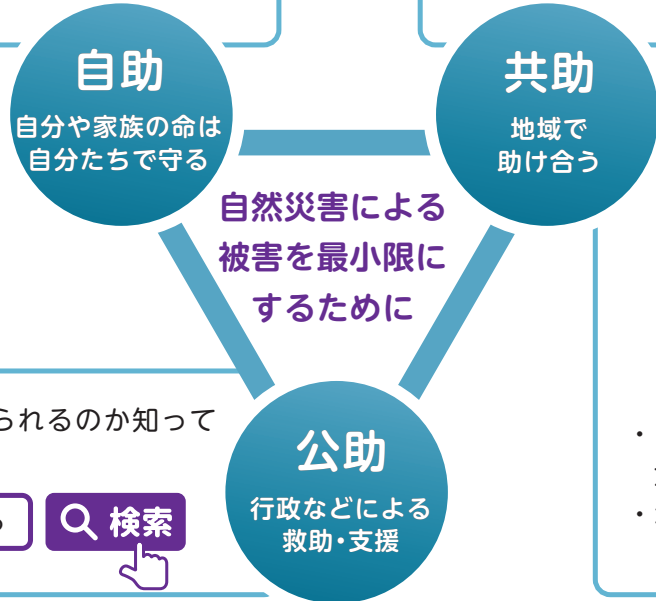 自助
自分や家族の命は
自分たちで守る
共助
地域で
助け合う
自然災害による
被害を最小限に
するために
られるのか知って
検索
公助
行政などによる
救助・支援